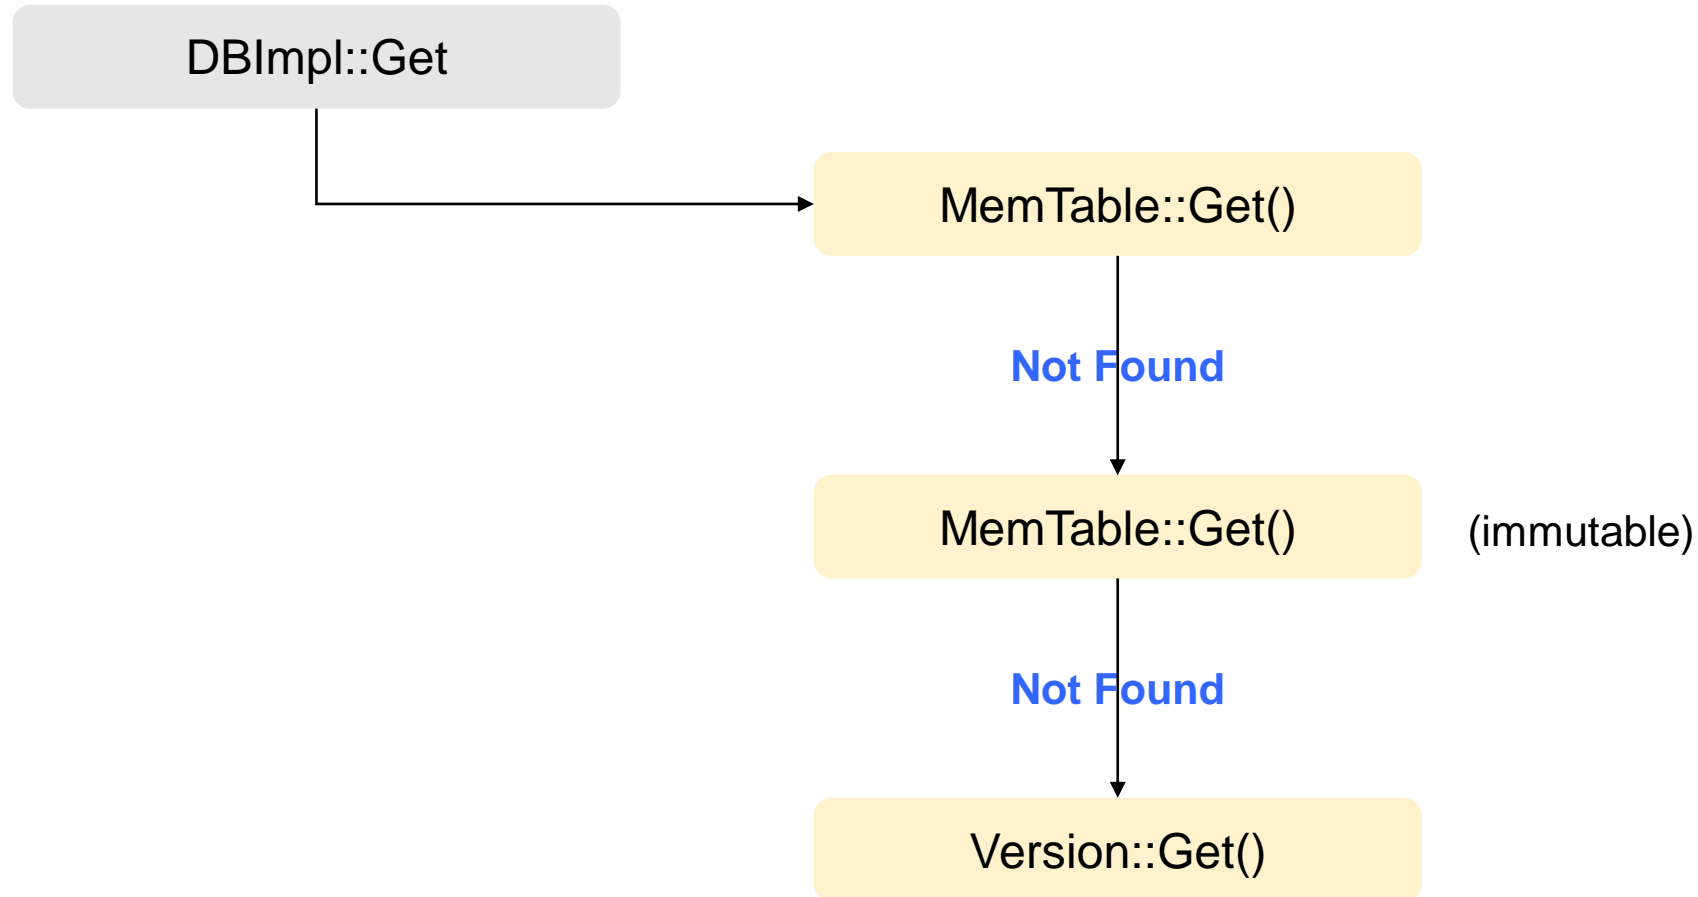 DBImpl::Get
MemTable::Get()
Not Found
MemTable::Get()
(immutable)
Not Found
Version::Get()